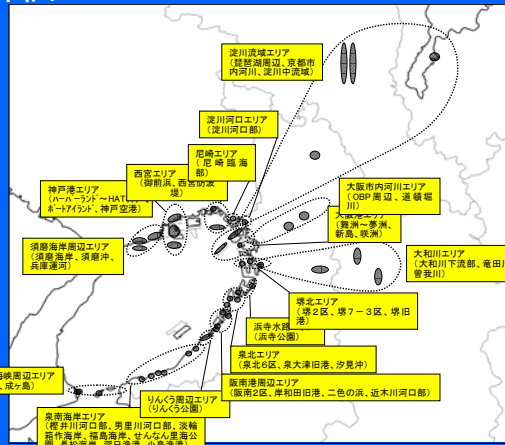 淀川流域エリア
(琵琶湖周辺、京都市
内河川、淀川中流域)
淀川河口エリア
(淀川河口部)
尼崎エリア
(尼崎臨海
部)
西宮エリア
(御前浜、西宮防波
堤)
神戸港エリア
(ハーバーランド~HAT
ポートアイランド、神戸空港)
大阪市内河川エリア
(OBP周辺、道頓堀
川)
(舞洲~夢洲、
新島、咲洲)
須磨海岸周辺エリア
(須磨海岸、須磨沖、
兵庫運河)
大和川エリア
(大和川下流部、竜田川
曽我川)
堺北エリア
(堺2区、堺7-3区、堺旧
港)
浜寺水路
(浜寺公園)
泉北エリア
(泉北6区、泉大津旧港、汐見沖)
阪南港周辺エリア
(阪南2区、岸和田旧港、二色の浜、近木川河口部)
りんくう周辺エリア
(りんくう公園)
海峡周辺エリア
、成ヶ島)
泉南海岸エリア
(樫井川河口部、男里川河口部、淡輪
箱作海岸、福島海岸、せんなん里海公